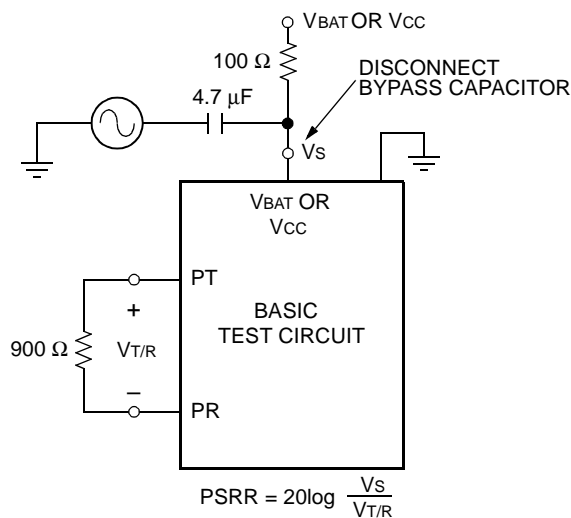 VBAT OR VCC
100 Ω
DISCONNECT
BYPASS CAPACITOR
4.7 µF
VS
VBAT OR
VCC
PT
+
BASIC
TEST CIRCUIT
900 Ω
VT/R
–
PR
PSRR = 20log VS
VT/R